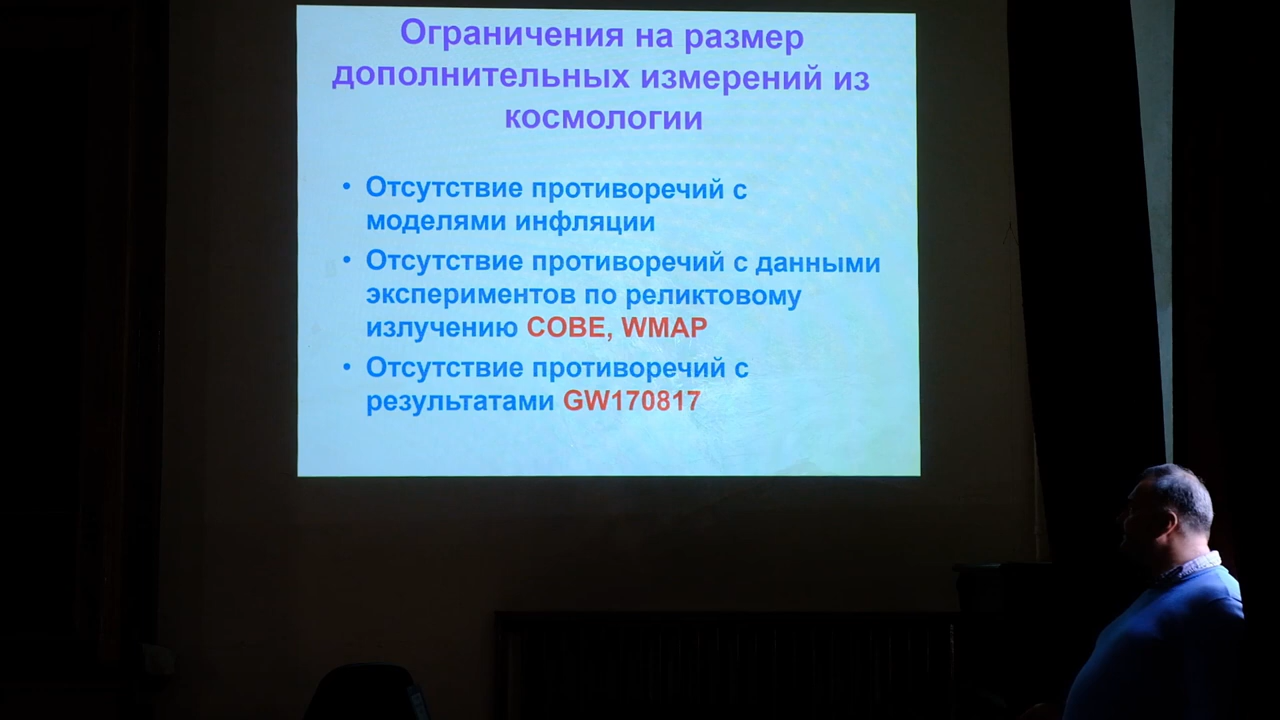 Ограничения на размер
дополнительных измерений из
космологии
• Отсутствие противоречий с
моделями инфляции
• Отсутствие противоречий с данными
экспериментов по реликтовому
излучению COBE, WMAP
• Отсутствие противоречий с
результатами GW170817